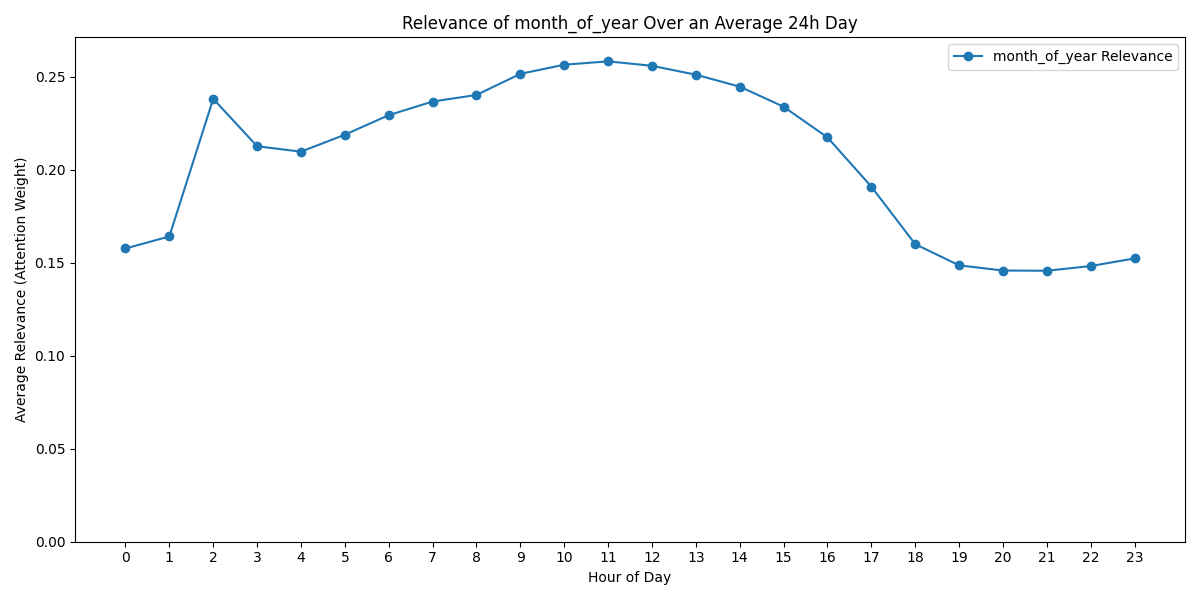 Relevance of month_of_year Over an Average 24h Day
month_of_year Relevance
Average Relevance (Attention Weight)
0.25
0.20
0.15
0.10
0.05
0.00
0 1 2 3 4 5 6 7 8 9 10 11 12 13 14 15 16 17 18 19 20 21 22 23
Hour of Day